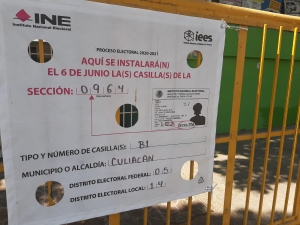 INE
Instituto Nacional Electoral
iees
PROCESO ELECTORAL 2020-2021
AQUÍ SE INSTALARÁ(N)
EL 6 DE JUNIO LA(S) CASILLA(S) DE LA
SECCIÓN: 0964
TIPO Y NÚMERO DE CASILLA(S): B1
MUNICIPIO O ALCALDÍA: CULIACÁN
DISTRITO ELECTORAL FEDERAL: 05
DISTRITO ELECTORAL LOCAL: 14